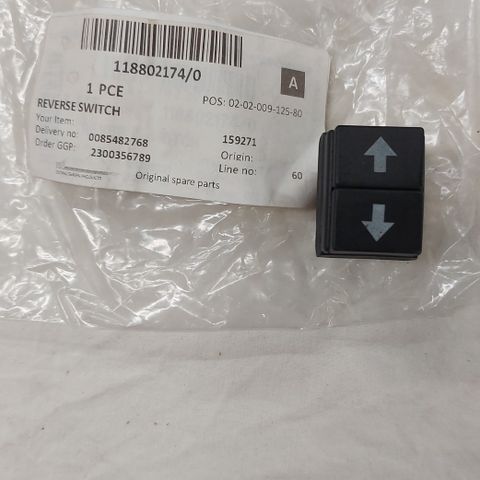 118802174/0
A
1 PCE
POS: 02-02-009-125-80
REVERSE SWITCH
Your Item:
Delivery no: 0085482768 159271
Order GGP: 2300356789 Origin:
Line no: 60
Original spare parts